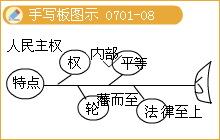 手写板图示 0701-08
人民主权
权
内部
平等
特点
轮
藩而至
法律至上